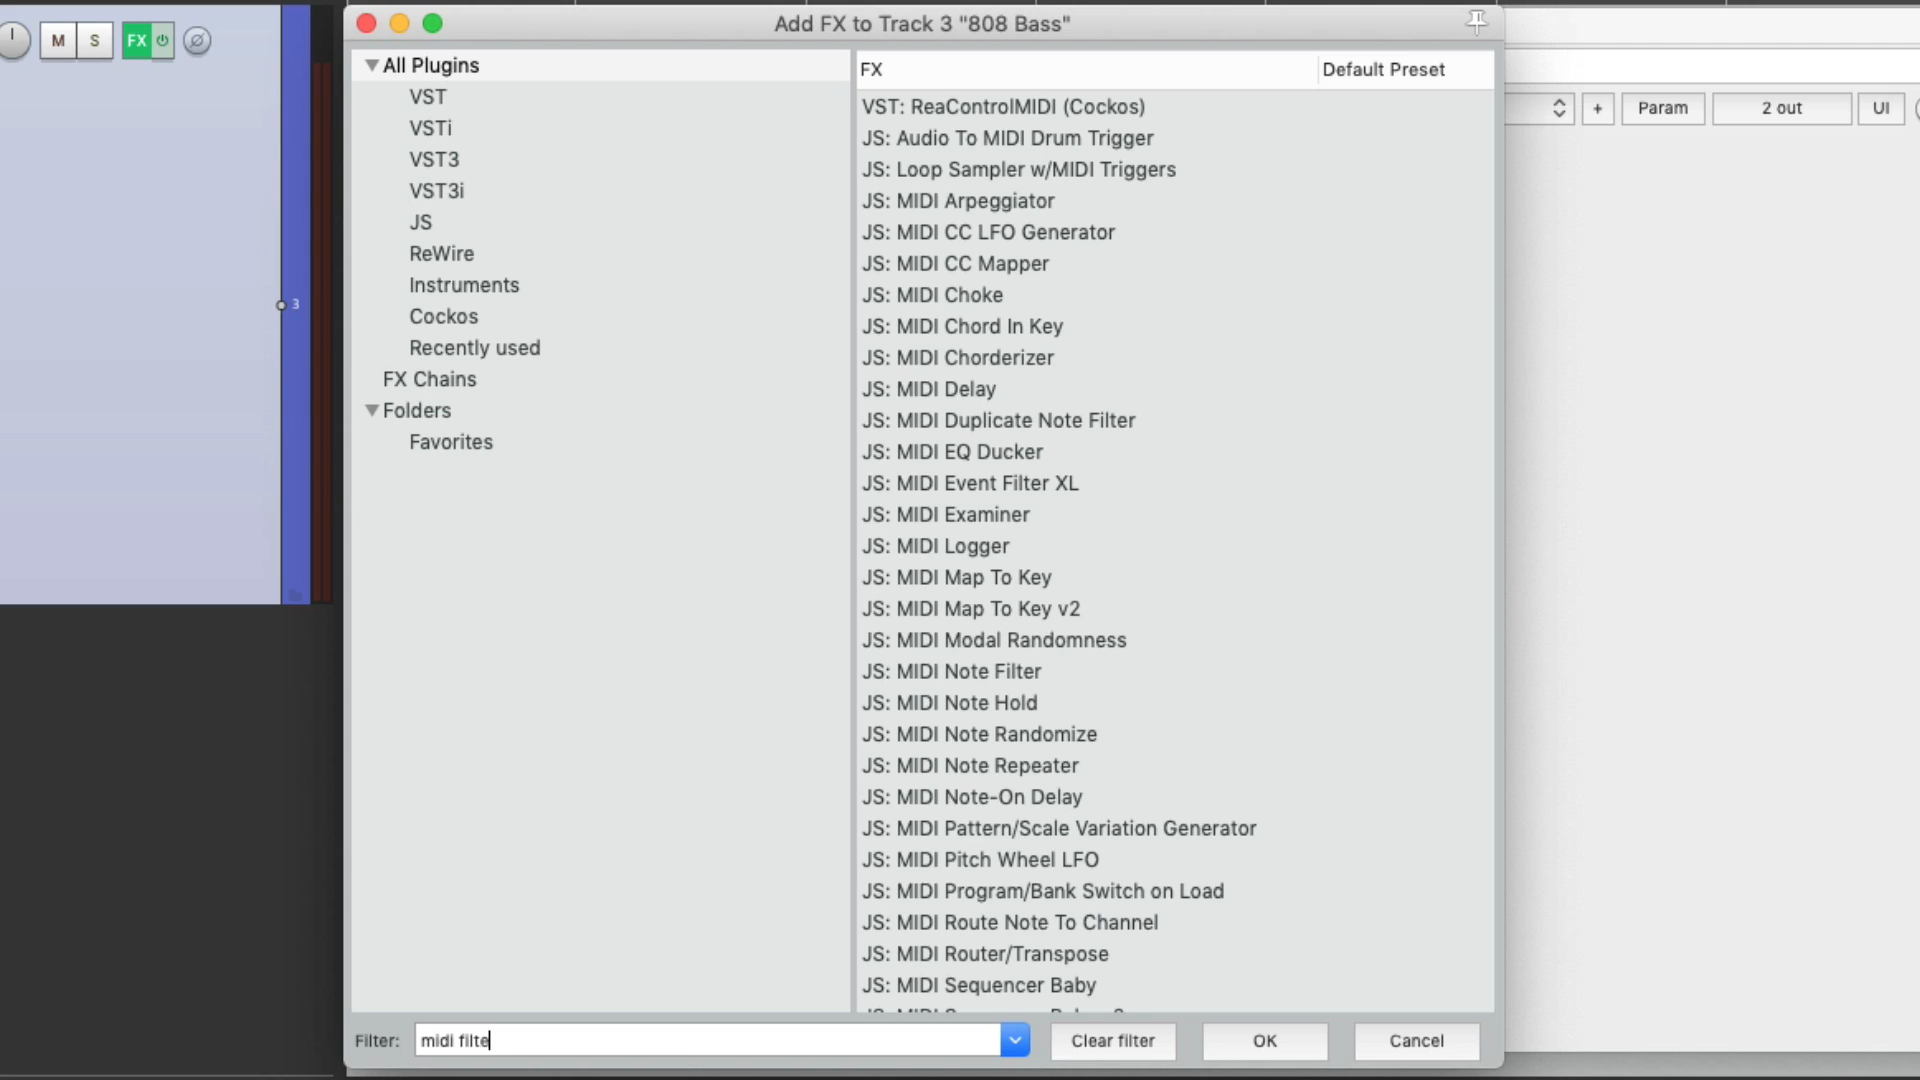 M S FX
3
Add FX to Track 3 "808 Bass"
All Plugins
VST
VSTi
VST3
VST3i
JS
ReWire
Instruments
Cockos
Recently used
FX Chains
Folders
Favorites
FX Default Preset
VST: ReaControlMIDI (Cockos)
JS: Audio To MIDI Drum Trigger
JS: Loop Sampler w/MIDI Triggers
JS: MIDI Arpeggiator
JS: MIDI CC LFO Generator
JS: MIDI CC Mapper
JS: MIDI Choke
JS: MIDI Chord In Key
JS: MIDI Chorderizer
JS: MIDI Delay
JS: MIDI Duplicate Note Filter
JS: MIDI EQ Ducker
JS: MIDI Event Filter XL
JS: MIDI Examiner
JS: MIDI Logger
JS: MIDI Map To Key
JS: MIDI Map To Key v2
JS: MIDI Modal Randomness
JS: MIDI Note Filter
JS: MIDI Note Hold
JS: MIDI Note Randomize
JS: MIDI Note Repeater
JS: MIDI Note-On Delay
JS: MIDI Pattern/Scale Variation Generator
JS: MIDI Pitch Wheel LFO
JS: MIDI Program/Bank Switch on Load
JS: MIDI Route Note To Channel
JS: MIDI Router/Transpose
JS: MIDI Sequencer Baby
Filter: midi filte Clear filter OK Cancel
+ Param 2 out UI